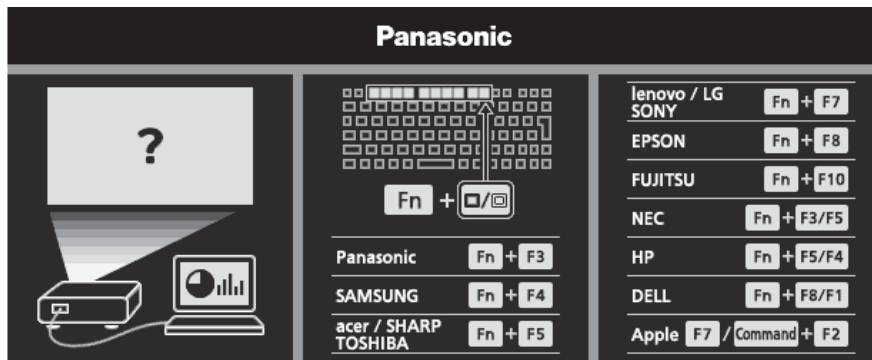 Panasonic
?
Fn + □/回
Panasonic Fn + F3
SAMSUNG Fn + F4
acer / SHARP
TOSHIBA Fn + F5
lenovo / LG
SONY Fn + F7
EPSON Fn + F8
FUJITSU Fn + F10
NEC Fn + F3/F5
HP Fn + F5/F4
DELL Fn + F8/F1
Apple F7 / Command + F2